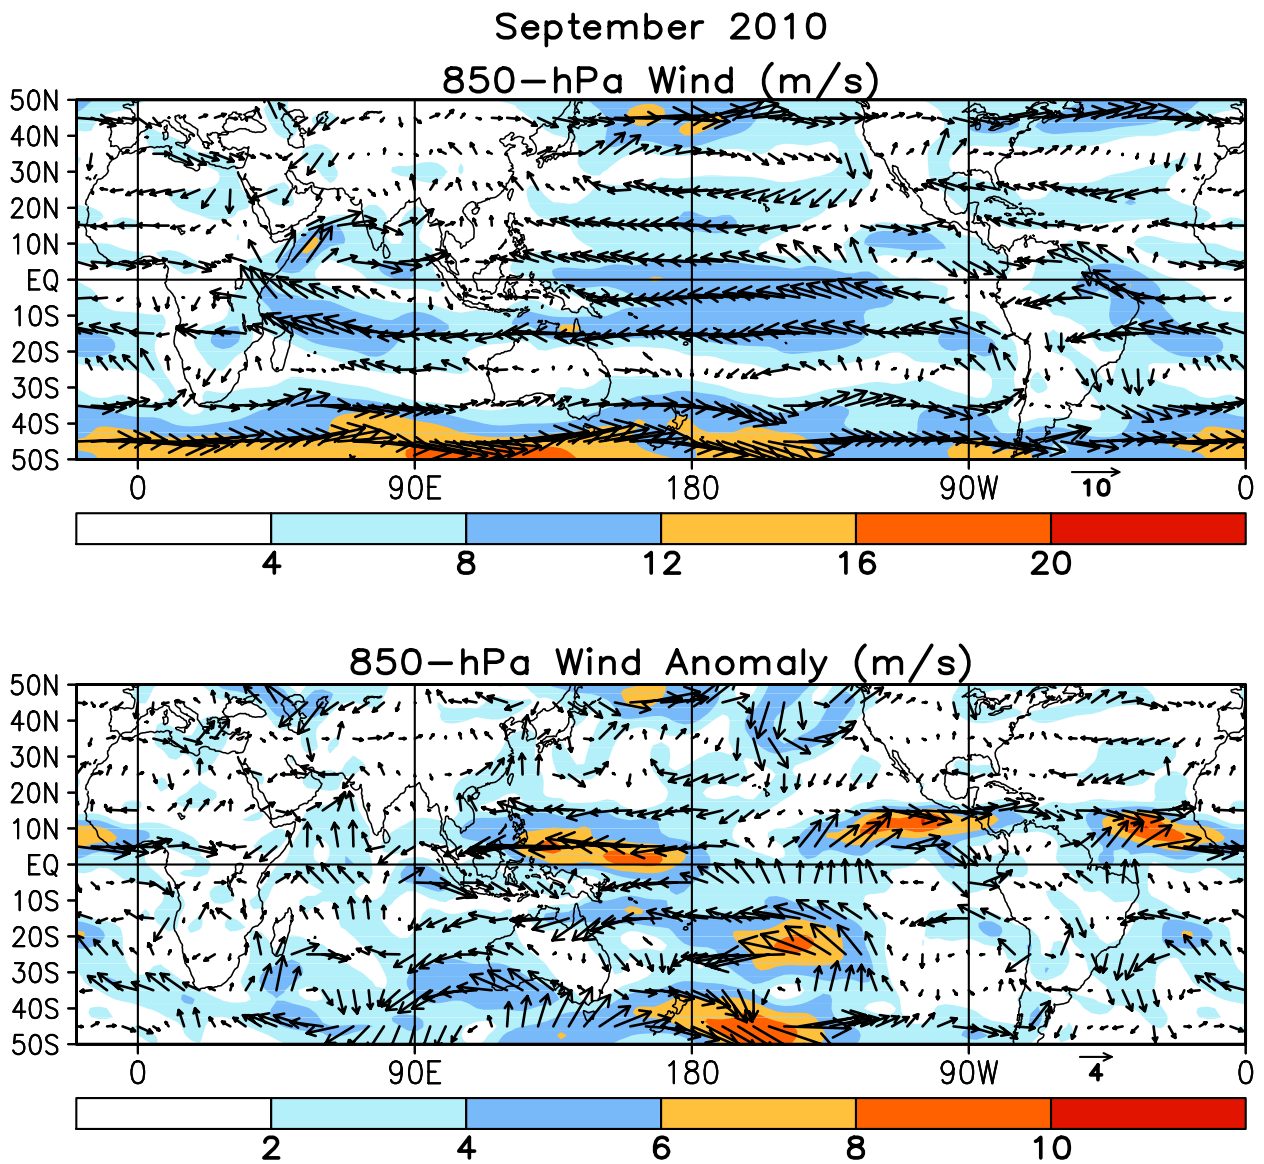 September 2010
850-hPa Wind (m/s)
50N
40N
30N
20N
10N
EQ
10S
20S
30S
40S
50S
0 90E 180 90W 0
10
4 8 12 16 20
850-hPa Wind Anomaly (m/s)
50N
40N
30N
20N
10N
EQ
10S
20S
30S
40S
50S
0 90E 180 90W 0
4
2 4 6 8 10